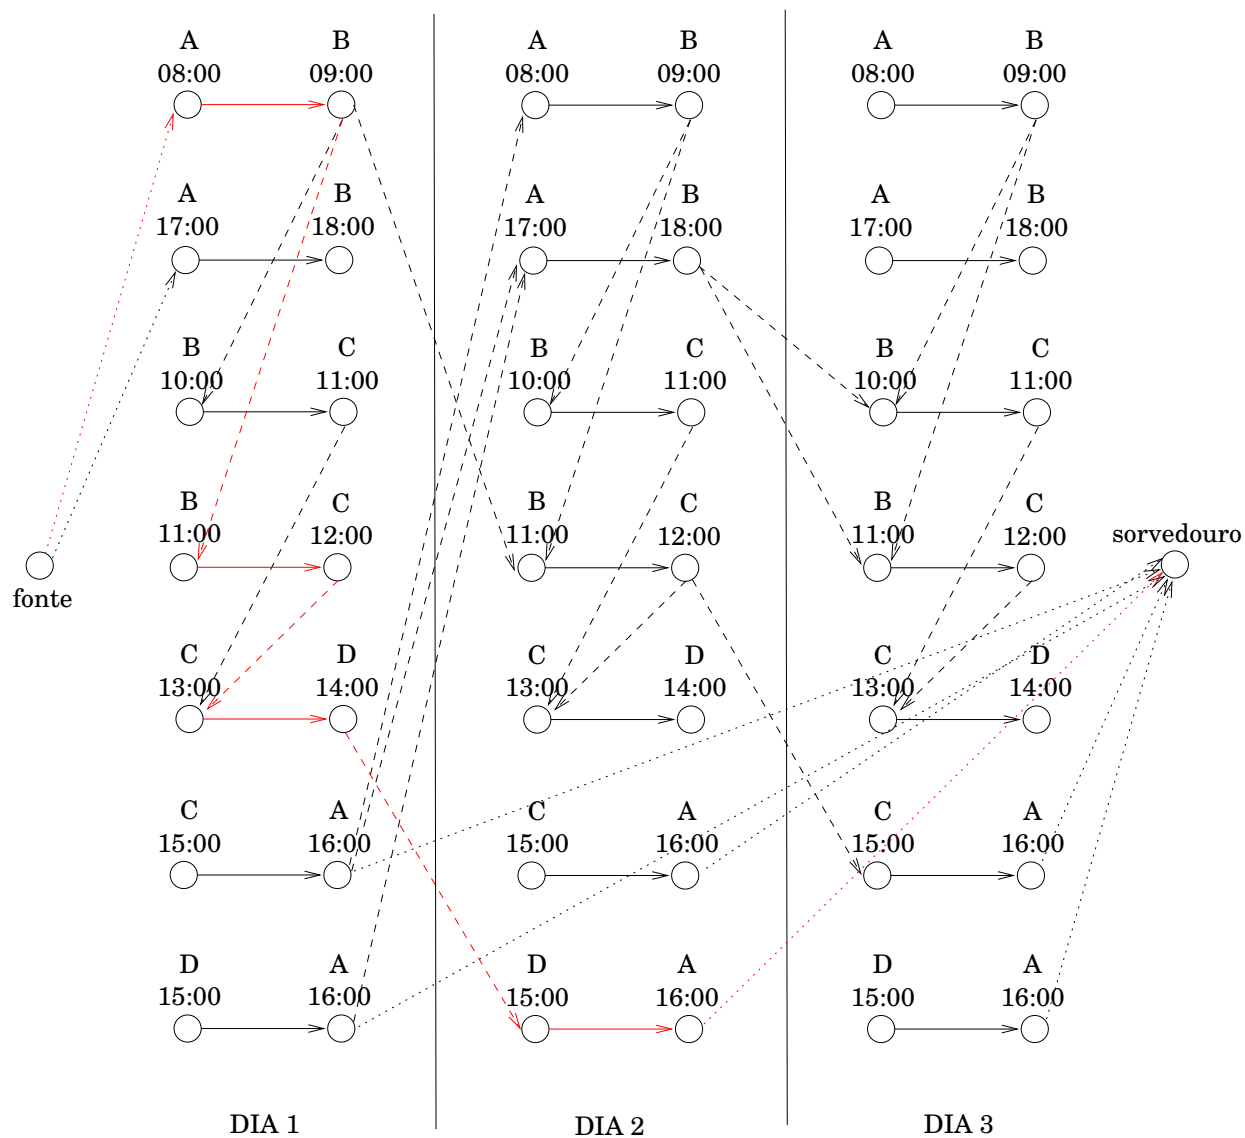 A B A B A B
08:00 09:00 08:00 09:00 08:00 09:00
A B A B A B
17:00 18:00 17:00 18:00 17:00 18:00
B C B C B C
10:00 11:00 10:00 11:00 10:00 11:00
B C B C B C
11:00 12:00 11:00 12:00 11:00 12:00
sorvedouro
fonte
C D C D C D
13:00 14:00 13:00 14:00 13:00 14:00
C A C A C A
15:00 16:00 15:00 16:00 15:00 16:00
D A D A D A
15:00 16:00 15:00 16:00 15:00 16:00
DIA 1 DIA 2 DIA 3